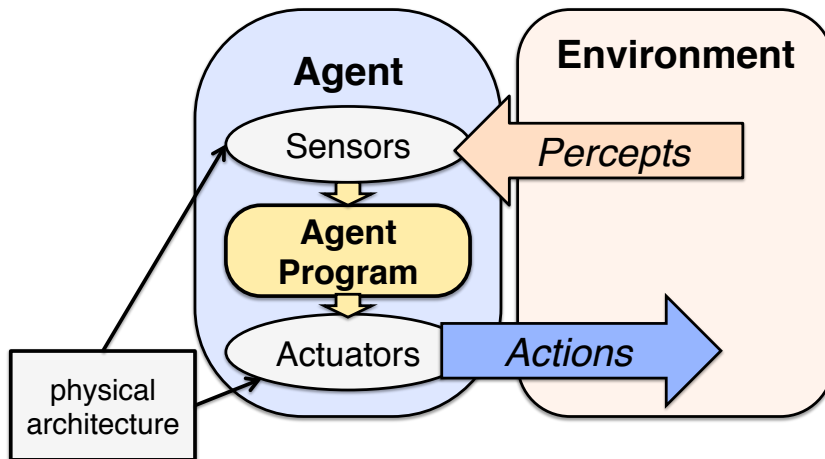 Agent
Environment
Sensors
Percepts
Agent
Program
Actuators
Actions
physical
architecture